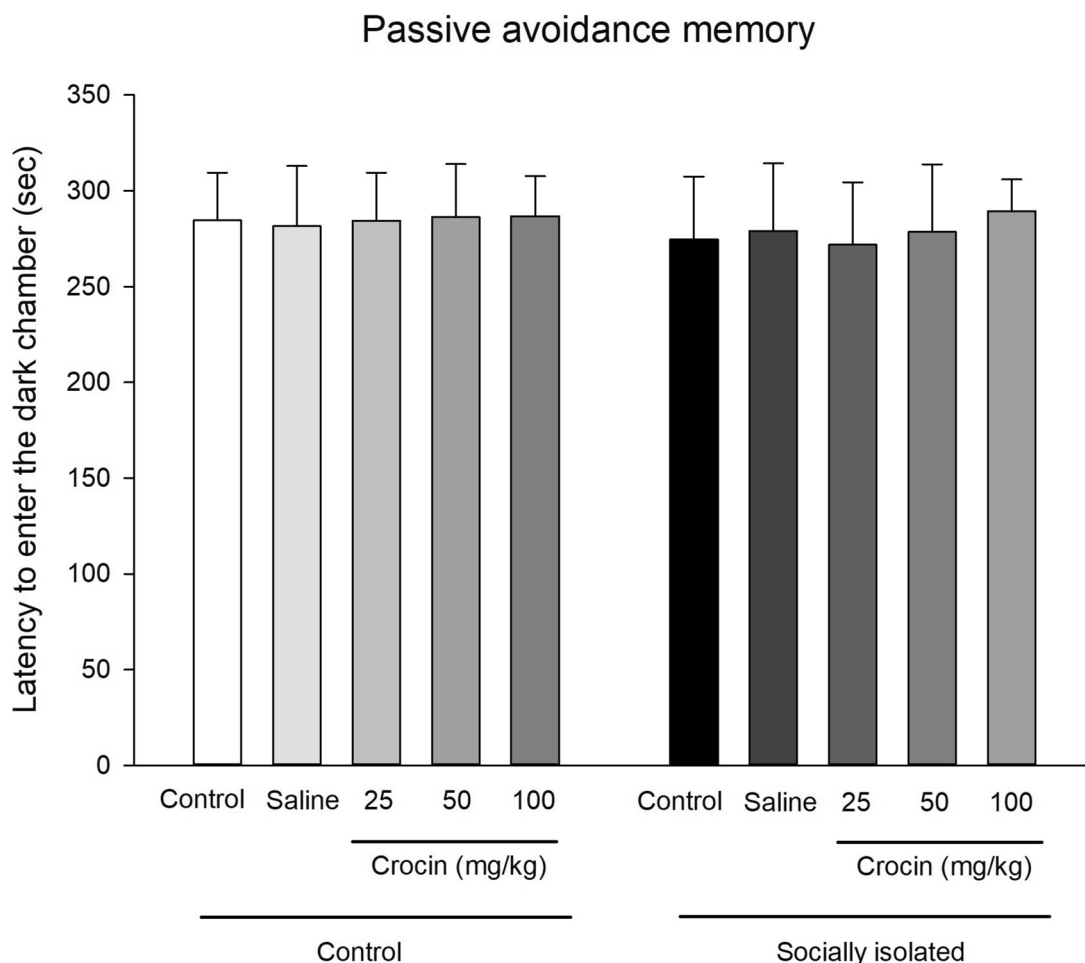 Passive avoidance memory
Latency to enter the dark chamber (sec)
350
300
250
200
150
100
50
0
Control Saline 25 50 100 Control Saline 25 50 100
Crocin (mg/kg) Crocin (mg/kg)
Control Socially isolated